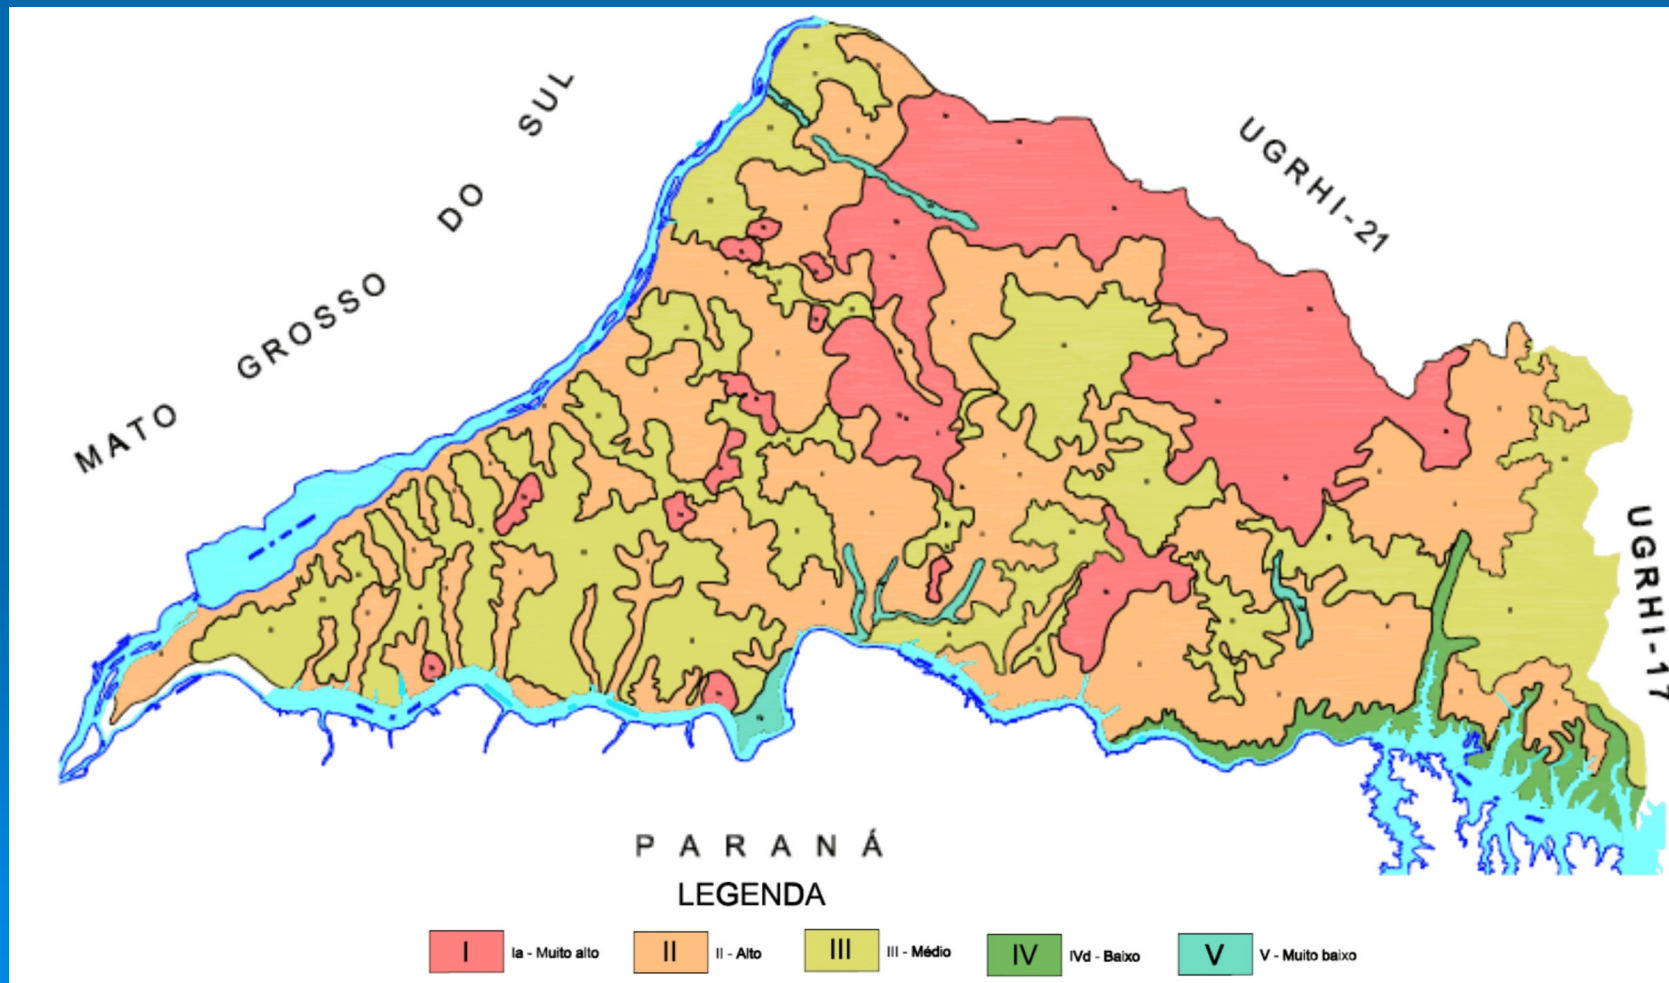 MATO GROSSO DO SUL
UGRHI-21
UGRHI-17
PARANÁ
LEGENDA
I Ia - Muito alto
II II - Alto
III III - Médio
IV IVd - Baixo
V V - Muito baixo